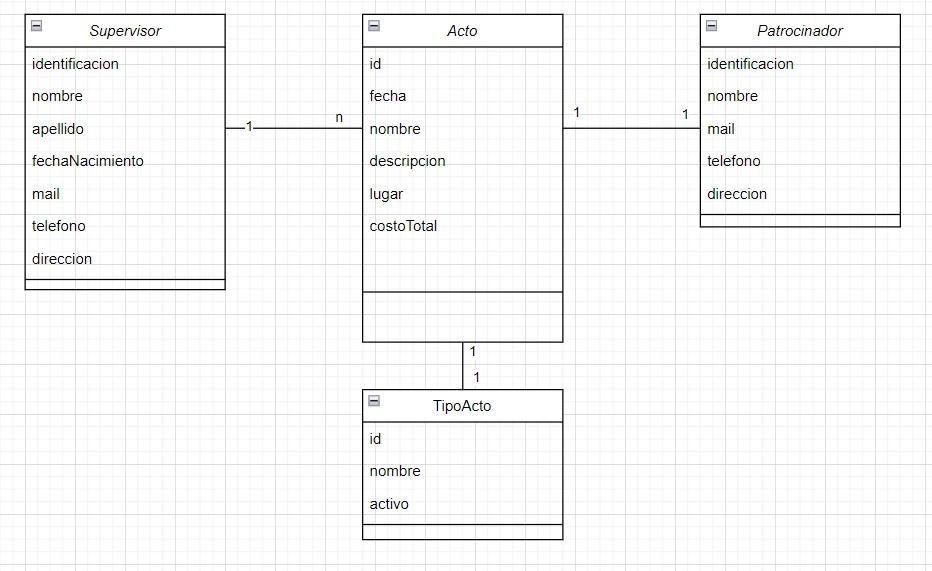 Supervisor
identificacion
nombre
apellido
fechaNacimiento
mail
telefono
direccion
1
n
Acto
id
fecha
nombre
descripcion
lugar
costoTotal
1
1
Patrocinador
identificacion
nombre
mail
telefono
direccion
1
1
TipoActo
id
nombre
activo